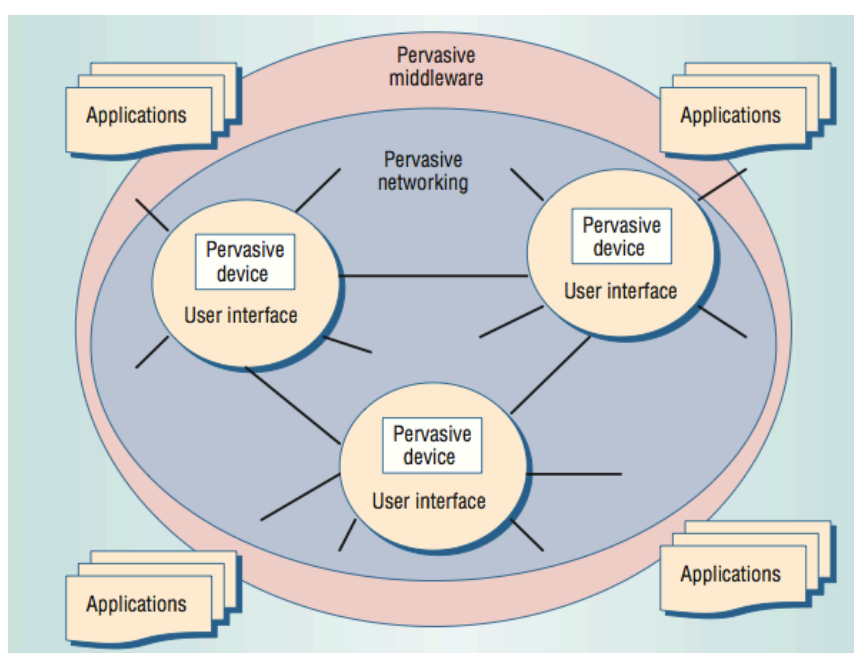 Pervasive
middleware
Applications
Applications
Pervasive
networking
Pervasive
device
User interface
Pervasive
device
User interface
Pervasive
device
User interface
Applications
Applications